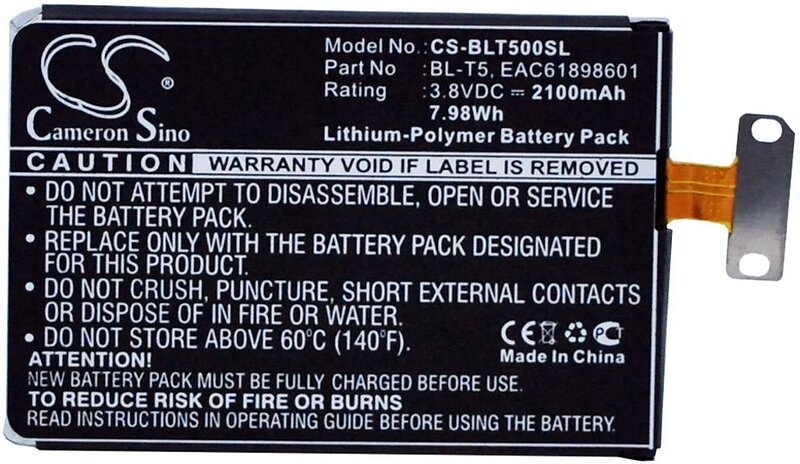 CS
®
Cameron Sino
Model No.: CS-BLT500SL
Part No : BL-T5, EAC61898601
Rating : 3.8VDC ⎓ 2100mAh
7.98Wh
Lithium-Polymer Battery Pack
CAUTION WARRANTY VOID IF LABEL IS REMOVED
• DO NOT ATTEMPT TO DISASSEMBLE, OPEN OR SERVICE
THE BATTERY PACK.
• REPLACE ONLY WITH THE BATTERY PACK DESIGNATED
FOR THIS PRODUCT.
• DO NOT CRUSH, PUNCTURE, SHORT EXTERNAL CONTACTS
OR DISPOSE OF IN FIRE OR WATER.
• DO NOT STORE ABOVE 60°C (140°F).
CE
Made In China
ATTENTION:
NEW BATTERY PACK MUST BE FULLY CHARGED BEFORE USE.
TO REDUCE RISK OF FIRE OR BURNS
READ INSTRUCTIONS CAREFULLY BEFORE USING THIS BATTERY.